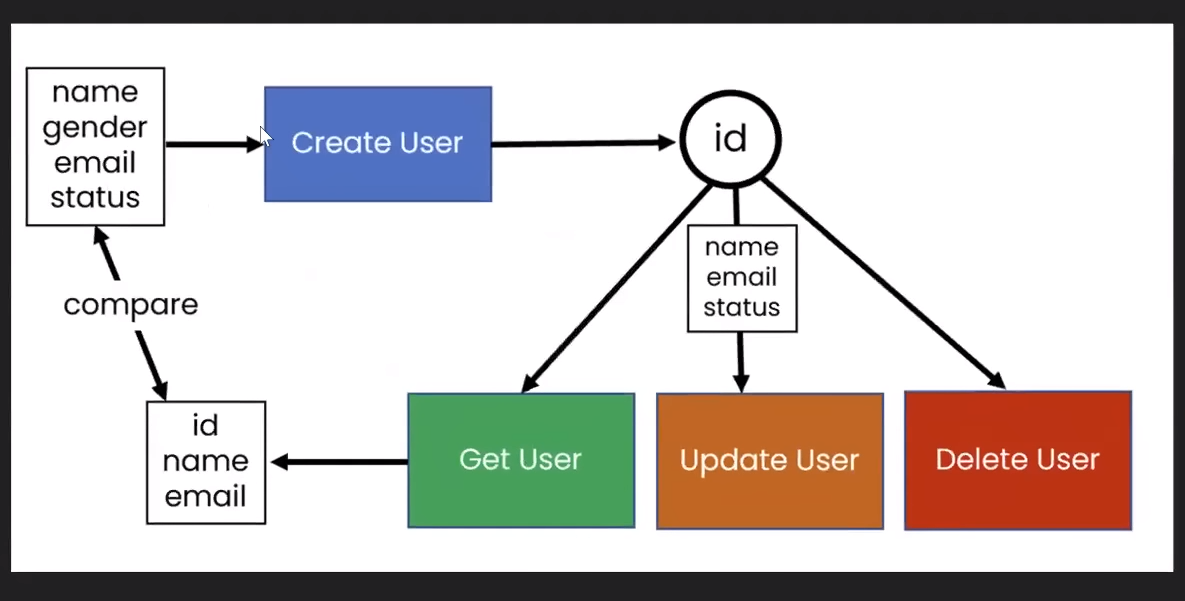 name
gender
email
status
Create User
id
name
email
status
compare
id
name
email
Get User
Update User
Delete User